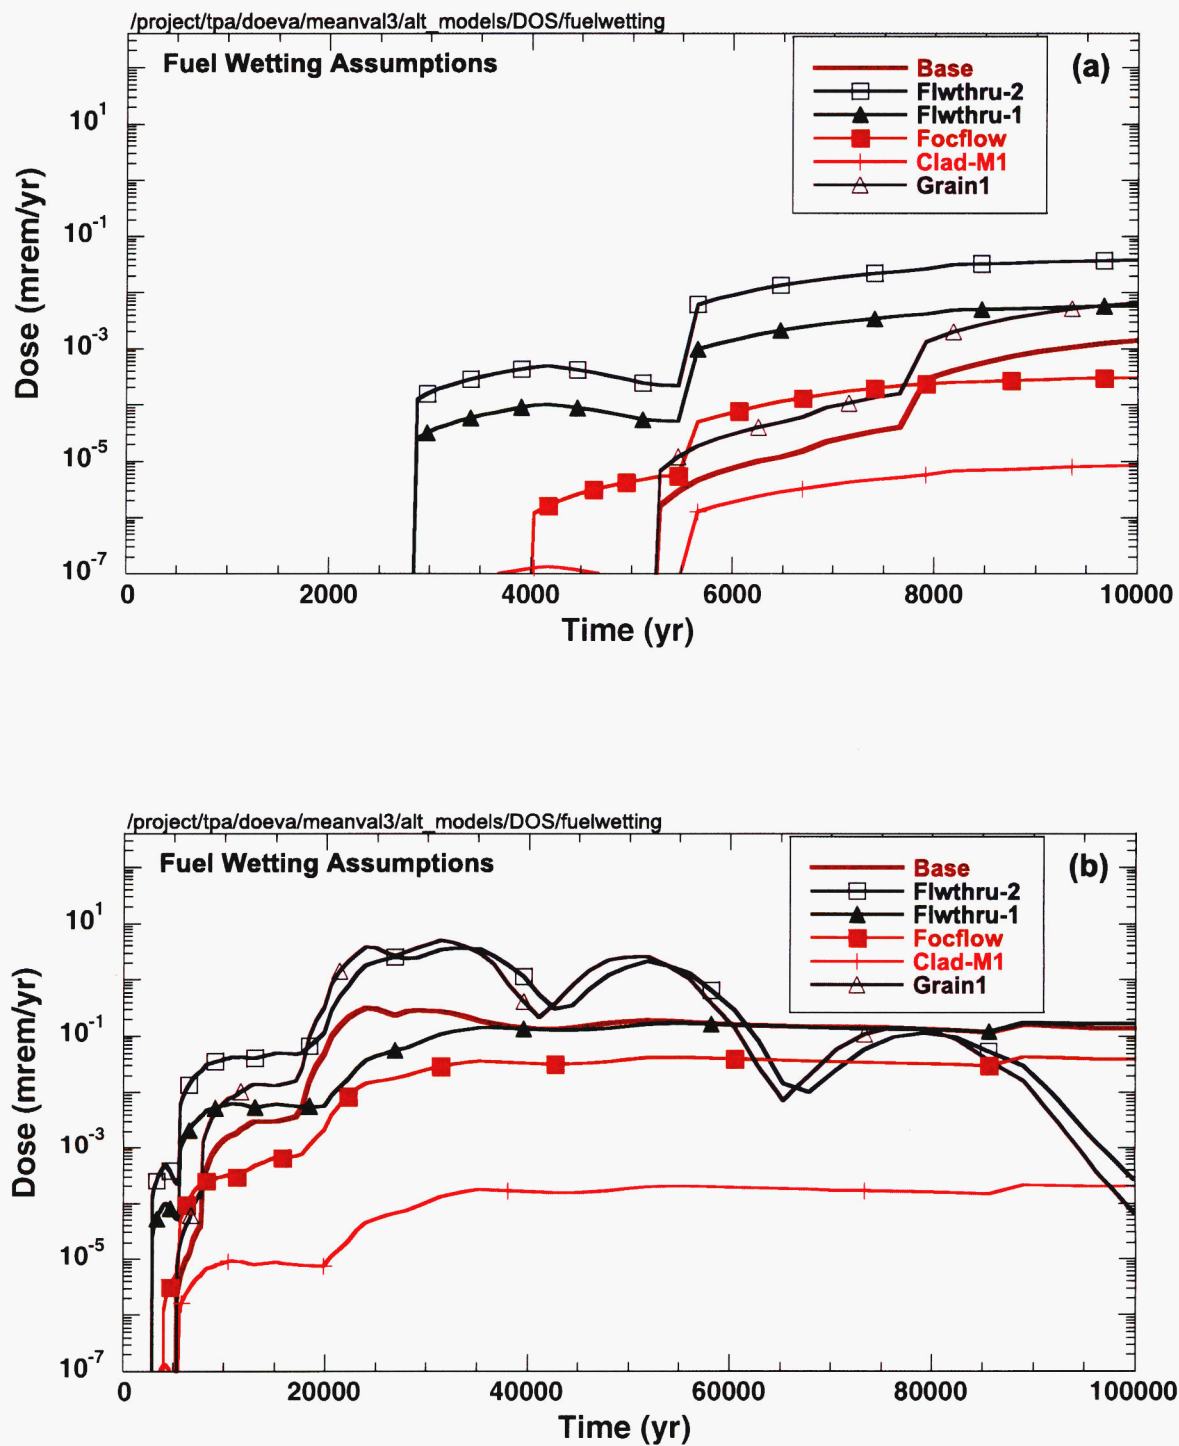 /project/tpa/doeva/meanval3/alt_models/DOS/fuelwetting
Fuel Wetting Assumptions
(a)
Base
Flwthru-2
Flwthru-1
Focflow
Clad-M1
Grain1
Dose (mrem/yr)
10^1
10^-1
10^-3
10^-5
10^-7
0 2000 4000 6000 8000 10000
Time (yr)
/project/tpa/doeva/meanval3/alt_models/DOS/fuelwetting
Fuel Wetting Assumptions
(b)
Base
Flwthru-2
Flwthru-1
Focflow
Clad-M1
Grain1
Dose (mrem/yr)
10^1
10^-1
10^-3
10^-5
10^-7
0 20000 40000 60000 80000 100000
Time (yr)